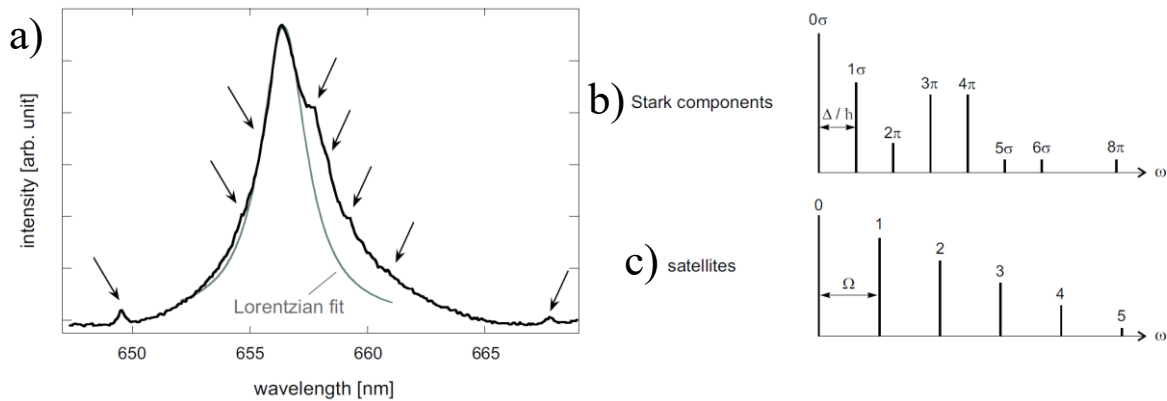 a)
intensity [arb. unit]
Lorentzian fit
650 655 660 665
wavelength [nm]
b) Stark components
0σ
1σ
2π
3π
4π
5σ
6σ
8π
Δ / ħ
ω
c) satellites
0
1
2
3
4
5
Ω
ω